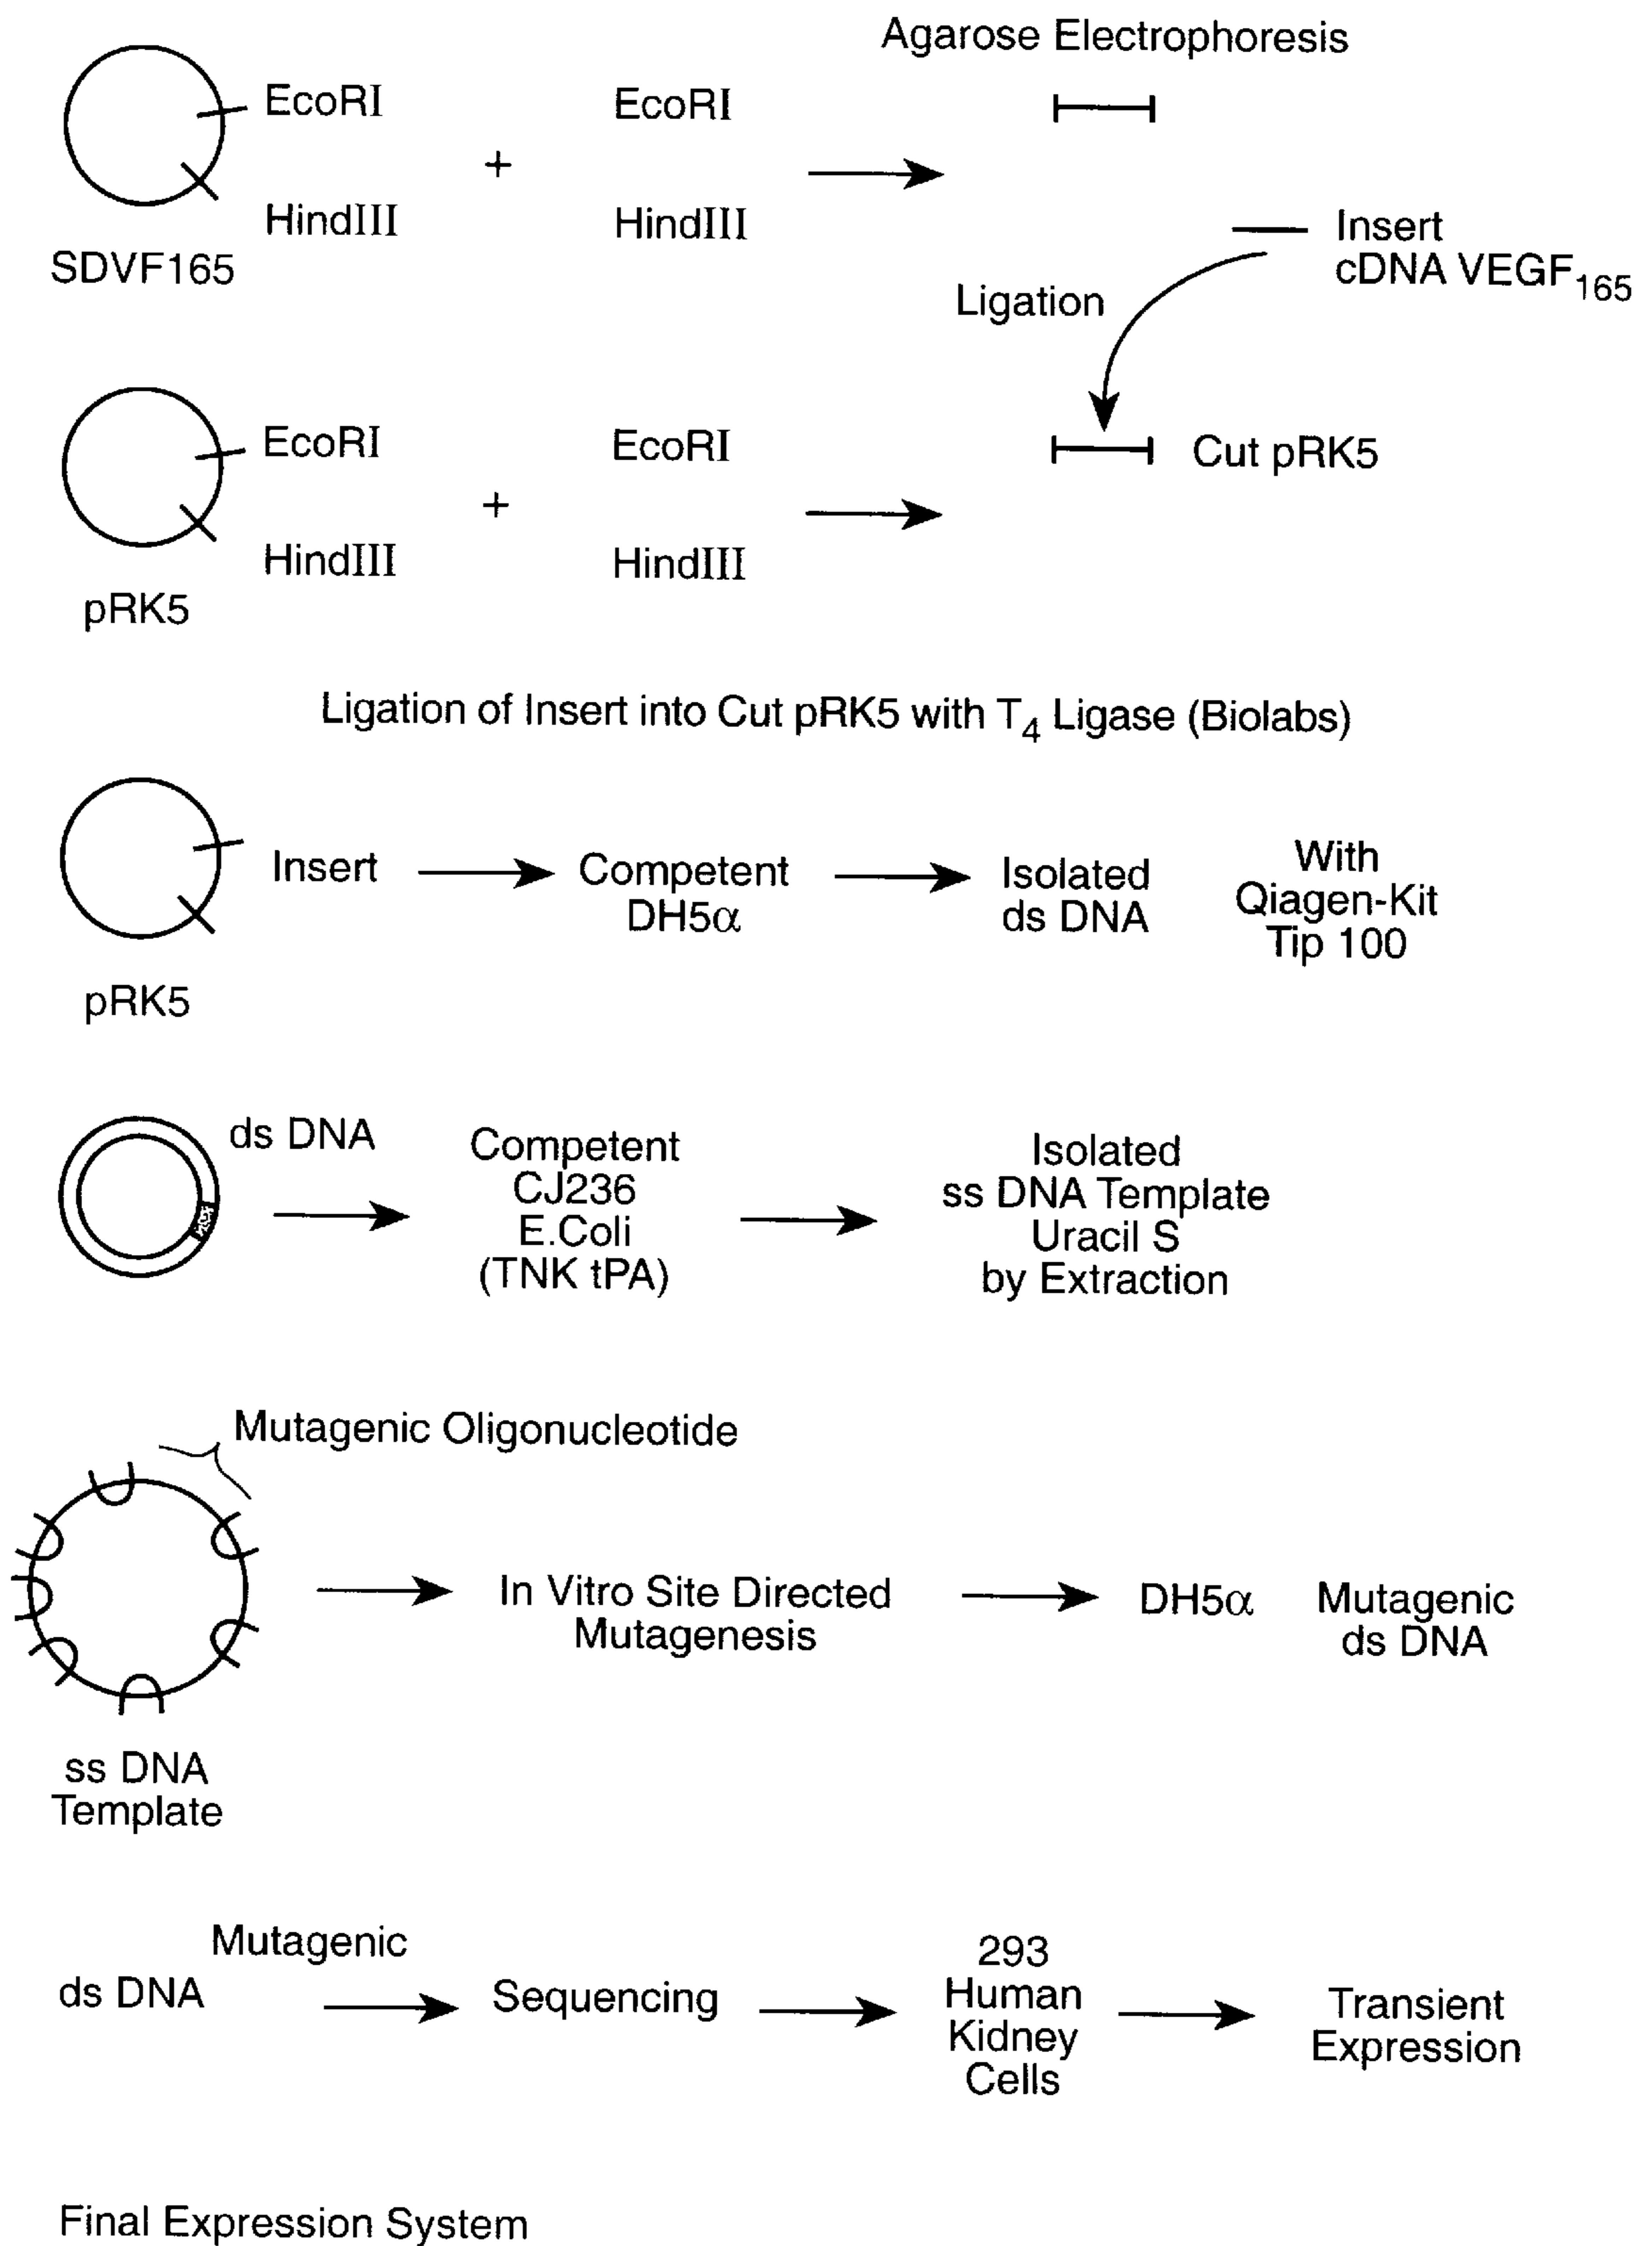 Agarose Electrophoresis
EcoRI
EcoRI
+
HindIII
HindIII
SDVF165
Insert
cDNA VEGF165
Ligation
EcoRI
EcoRI
+
Cut pRK5
HindIII
HindIII
pRK5
Ligation of Insert into Cut pRK5 with T4 Ligase (Biolabs)
Insert
Competent
DH5α
Isolated
ds DNA
With
Qiagen-Kit
Tip 100
pRK5
ds DNA
Competent
CJ236
E.Coli
(TNK tPA)
Isolated
ss DNA Template
Uracil S
by Extraction
Mutagenic Oligonucleotide
In Vitro Site Directed
Mutagenesis
DH5α
Mutagenic
ds DNA
ss DNA
Template
Mutagenic
ds DNA
Sequencing
293
Human
Kidney
Cells
Transient
Expression
Final Expression System